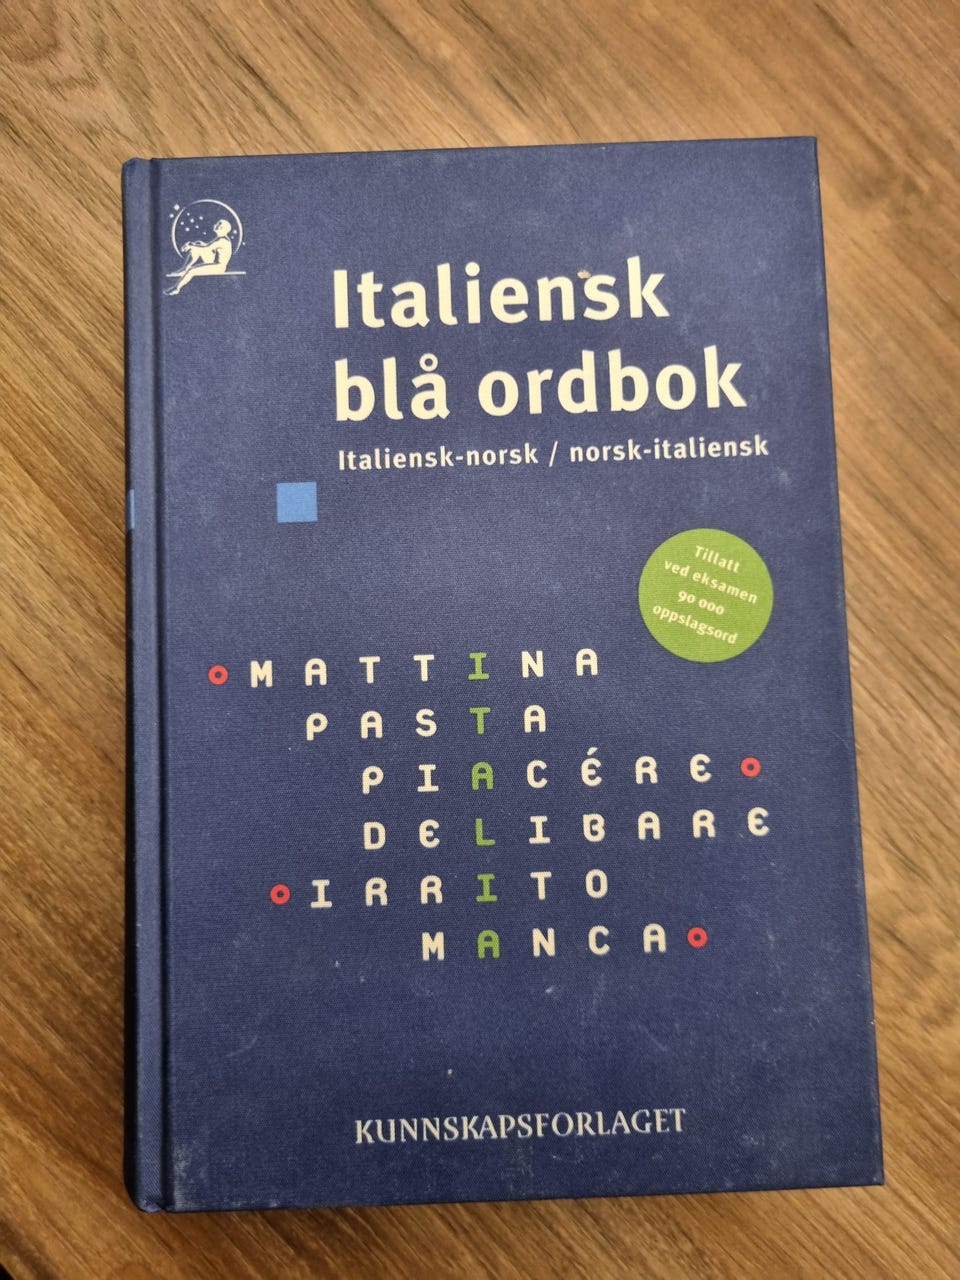 Italiensk
blå ordbok
Italiensk-norsk / norsk-italiensk
Tillatt
ved eksamen
90 000
oppslagsord
MATTINA
PASTA
PIACÉRE
DELIBARE
IRRITO
MANCA
KUNNSKAPSFORLAGET